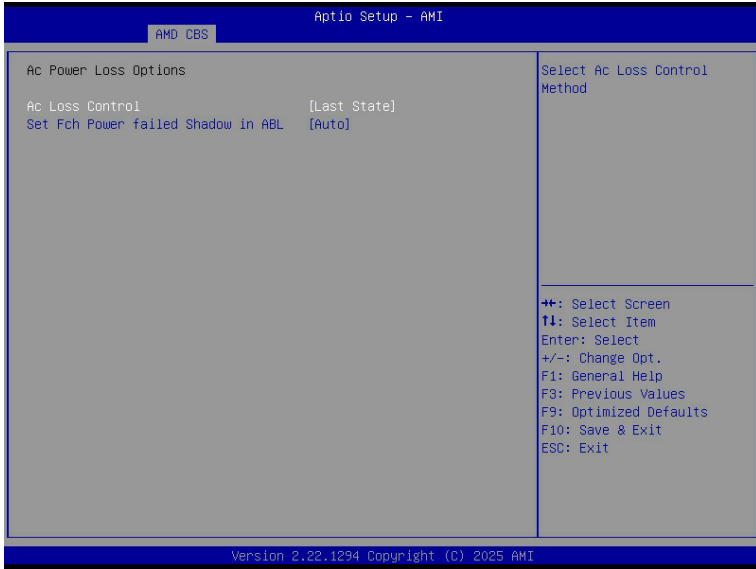 Aptio Setup - AMI
AMD CBS
Ac Power Loss Options
Ac Loss Control [Last State]
Set Fch Power failed Shadow in ABL [Auto]
Select Ac Loss Control
Method
→←: Select Screen
↑↓: Select Item
Enter: Select
+/-: Change Opt.
F1: General Help
F3: Previous Values
F9: Optimized Defaults
F10: Save & Exit
ESC: Exit
Version 2.22.1294 Copyright (C) 2025 AMI